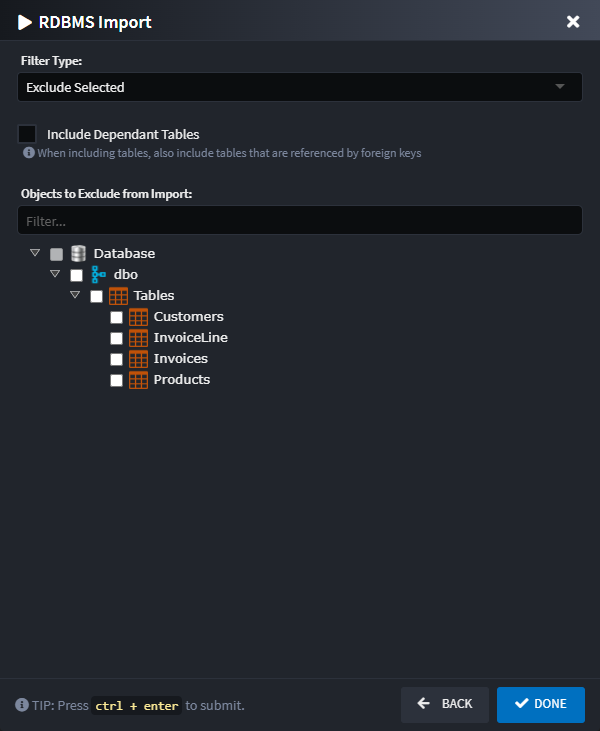 RDBMS Import
Filter Type:
Exclude Selected
Include Dependant Tables
When including tables, also include tables that are referenced by foreign keys
Objects to Exclude from Import:
Filter...
Database
dbo
Tables
Customers
InvoiceLine
Invoices
Products
TIP: Press ctrl + enter to submit.
BACK
DONE